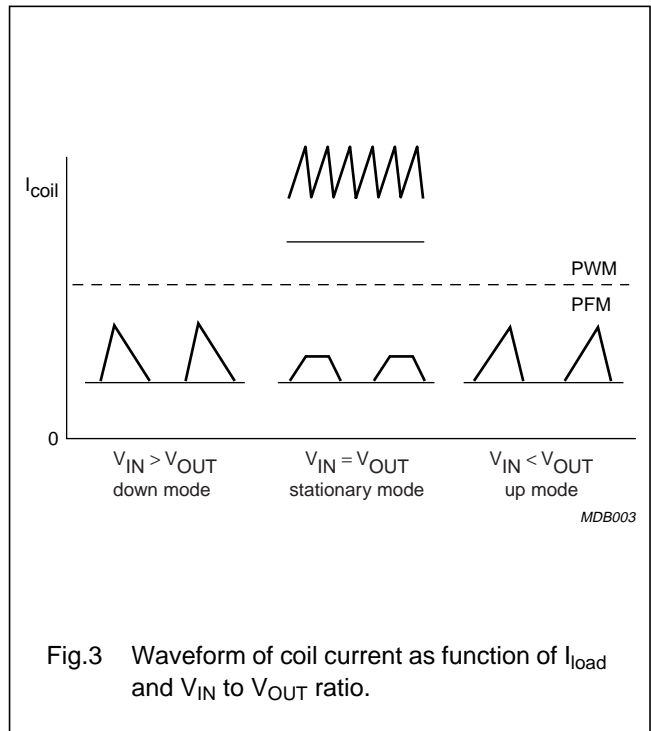 I_coil
PWM
PFM
0
V_IN > V_OUT
down mode
V_IN = V_OUT
stationary mode
V_IN < V_OUT
up mode
MDB003
Fig.3 Waveform of coil current as function of I_load
and V_IN to V_OUT ratio.